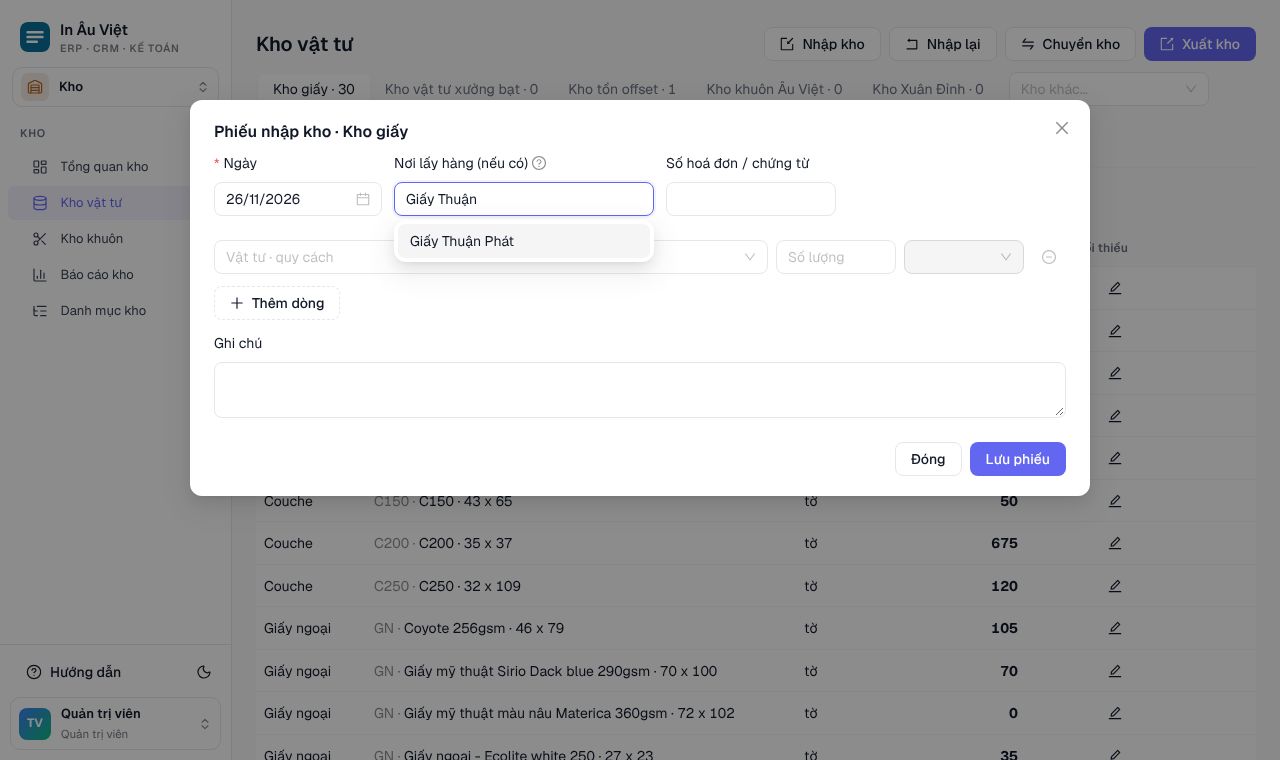 In Âu Việt
ERP · CRM · KẾ TOÁN
Kho
KHO
Tổng quan kho
Kho vật tư
Kho khuôn
Báo cáo kho
Danh mục kho
Hướng dẫn
TV
Quản trị viên
Quản trị viên
Kho vật tư
Nhập kho
Nhập lại
Chuyển kho
Xuất kho
Kho giấy · 30
Kho vật tư xưởng bạt · 0
Kho tồn offset · 1
Kho khuôn Âu Việt · 0
Kho Xuân Đỉnh · 0
Kho khác...
Phiếu nhập kho · Kho giấy
* Ngày
Nơi lấy hàng (nếu có)
Số hoá đơn / chứng từ
26/11/2026
Giấy Thuận
Giấy Thuận Phát
Vật tư · quy cách
Số lượng
Thêm dòng
Ghi chú
Đóng
Lưu phiếu
thiểu
Couche C150 · C150 · 43 x 65 tờ 50
Couche C200 · C200 · 35 x 37 tờ 675
Couche C250 · C250 · 32 x 109 tờ 120
Giấy ngoại GN · Coyote 256gsm · 46 x 79 tờ 105
Giấy ngoại GN · Giấy mỹ thuật Sirio Dack blue 290gsm · 70 x 100 tờ 70
Giấy ngoại GN · Giấy mỹ thuật màu nâu Materica 360gsm · 72 x 102 tờ 0
Giấy ngoại GN · Giấy ngoại - Ecolite white 250 · 27 x 23 tờ 35